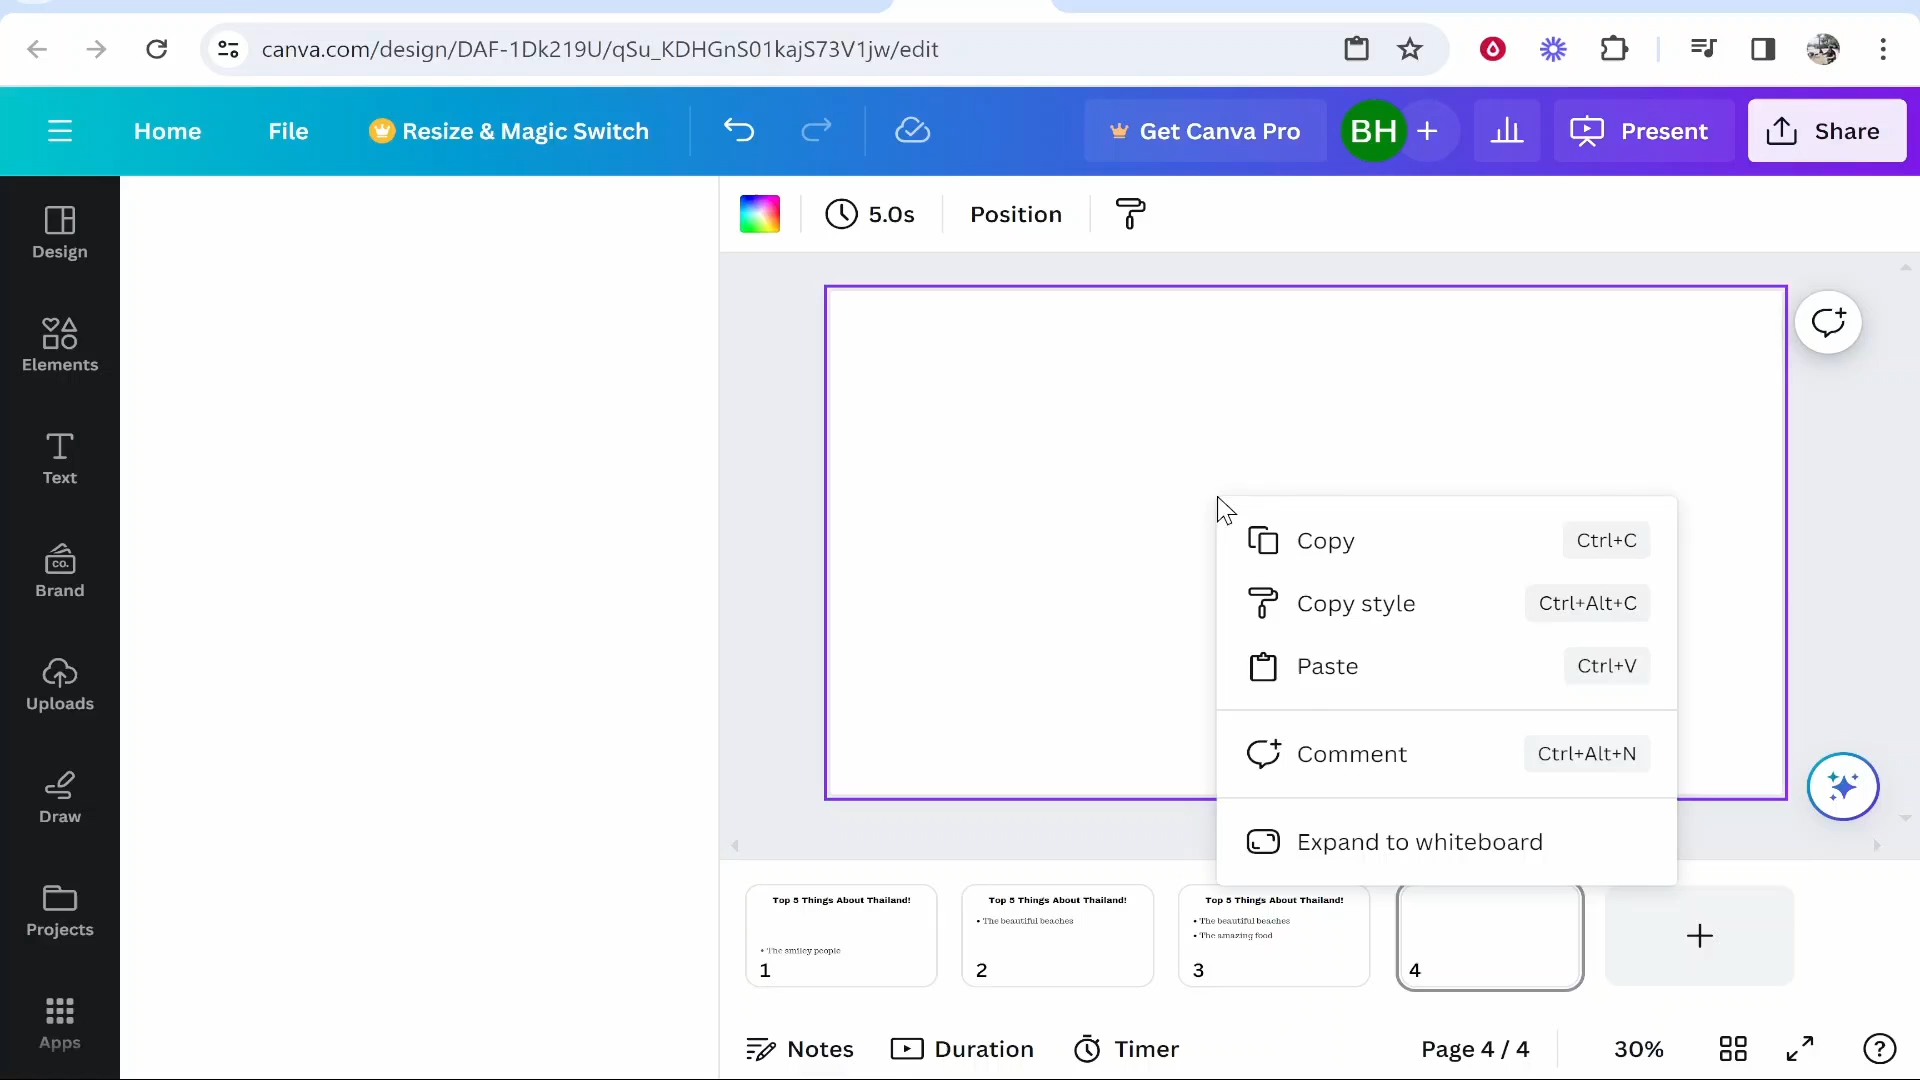 canva.com/design/DAF-1Dk219U/qSu_KDHGnS01kajS73V1jw/edit
Home
File
Resize & Magic Switch
Get Canva Pro
BH
Present
Share
Design
Elements
Text
co.
Brand
Uploads
Draw
Projects
Apps
5.0s
Position
Copy
Ctrl+C
Copy style
Ctrl+Alt+C
Paste
Ctrl+V
Comment
Ctrl+Alt+N
Expand to whiteboard
Top 5 Things About Thailand!
• The smiley people
1
Top 5 Things About Thailand!
• The beautiful beaches
2
Top 5 Things About Thailand!
• The beautiful beaches
• The amazing food
3
4
Notes
Duration
Timer
Page 4 / 4
30%